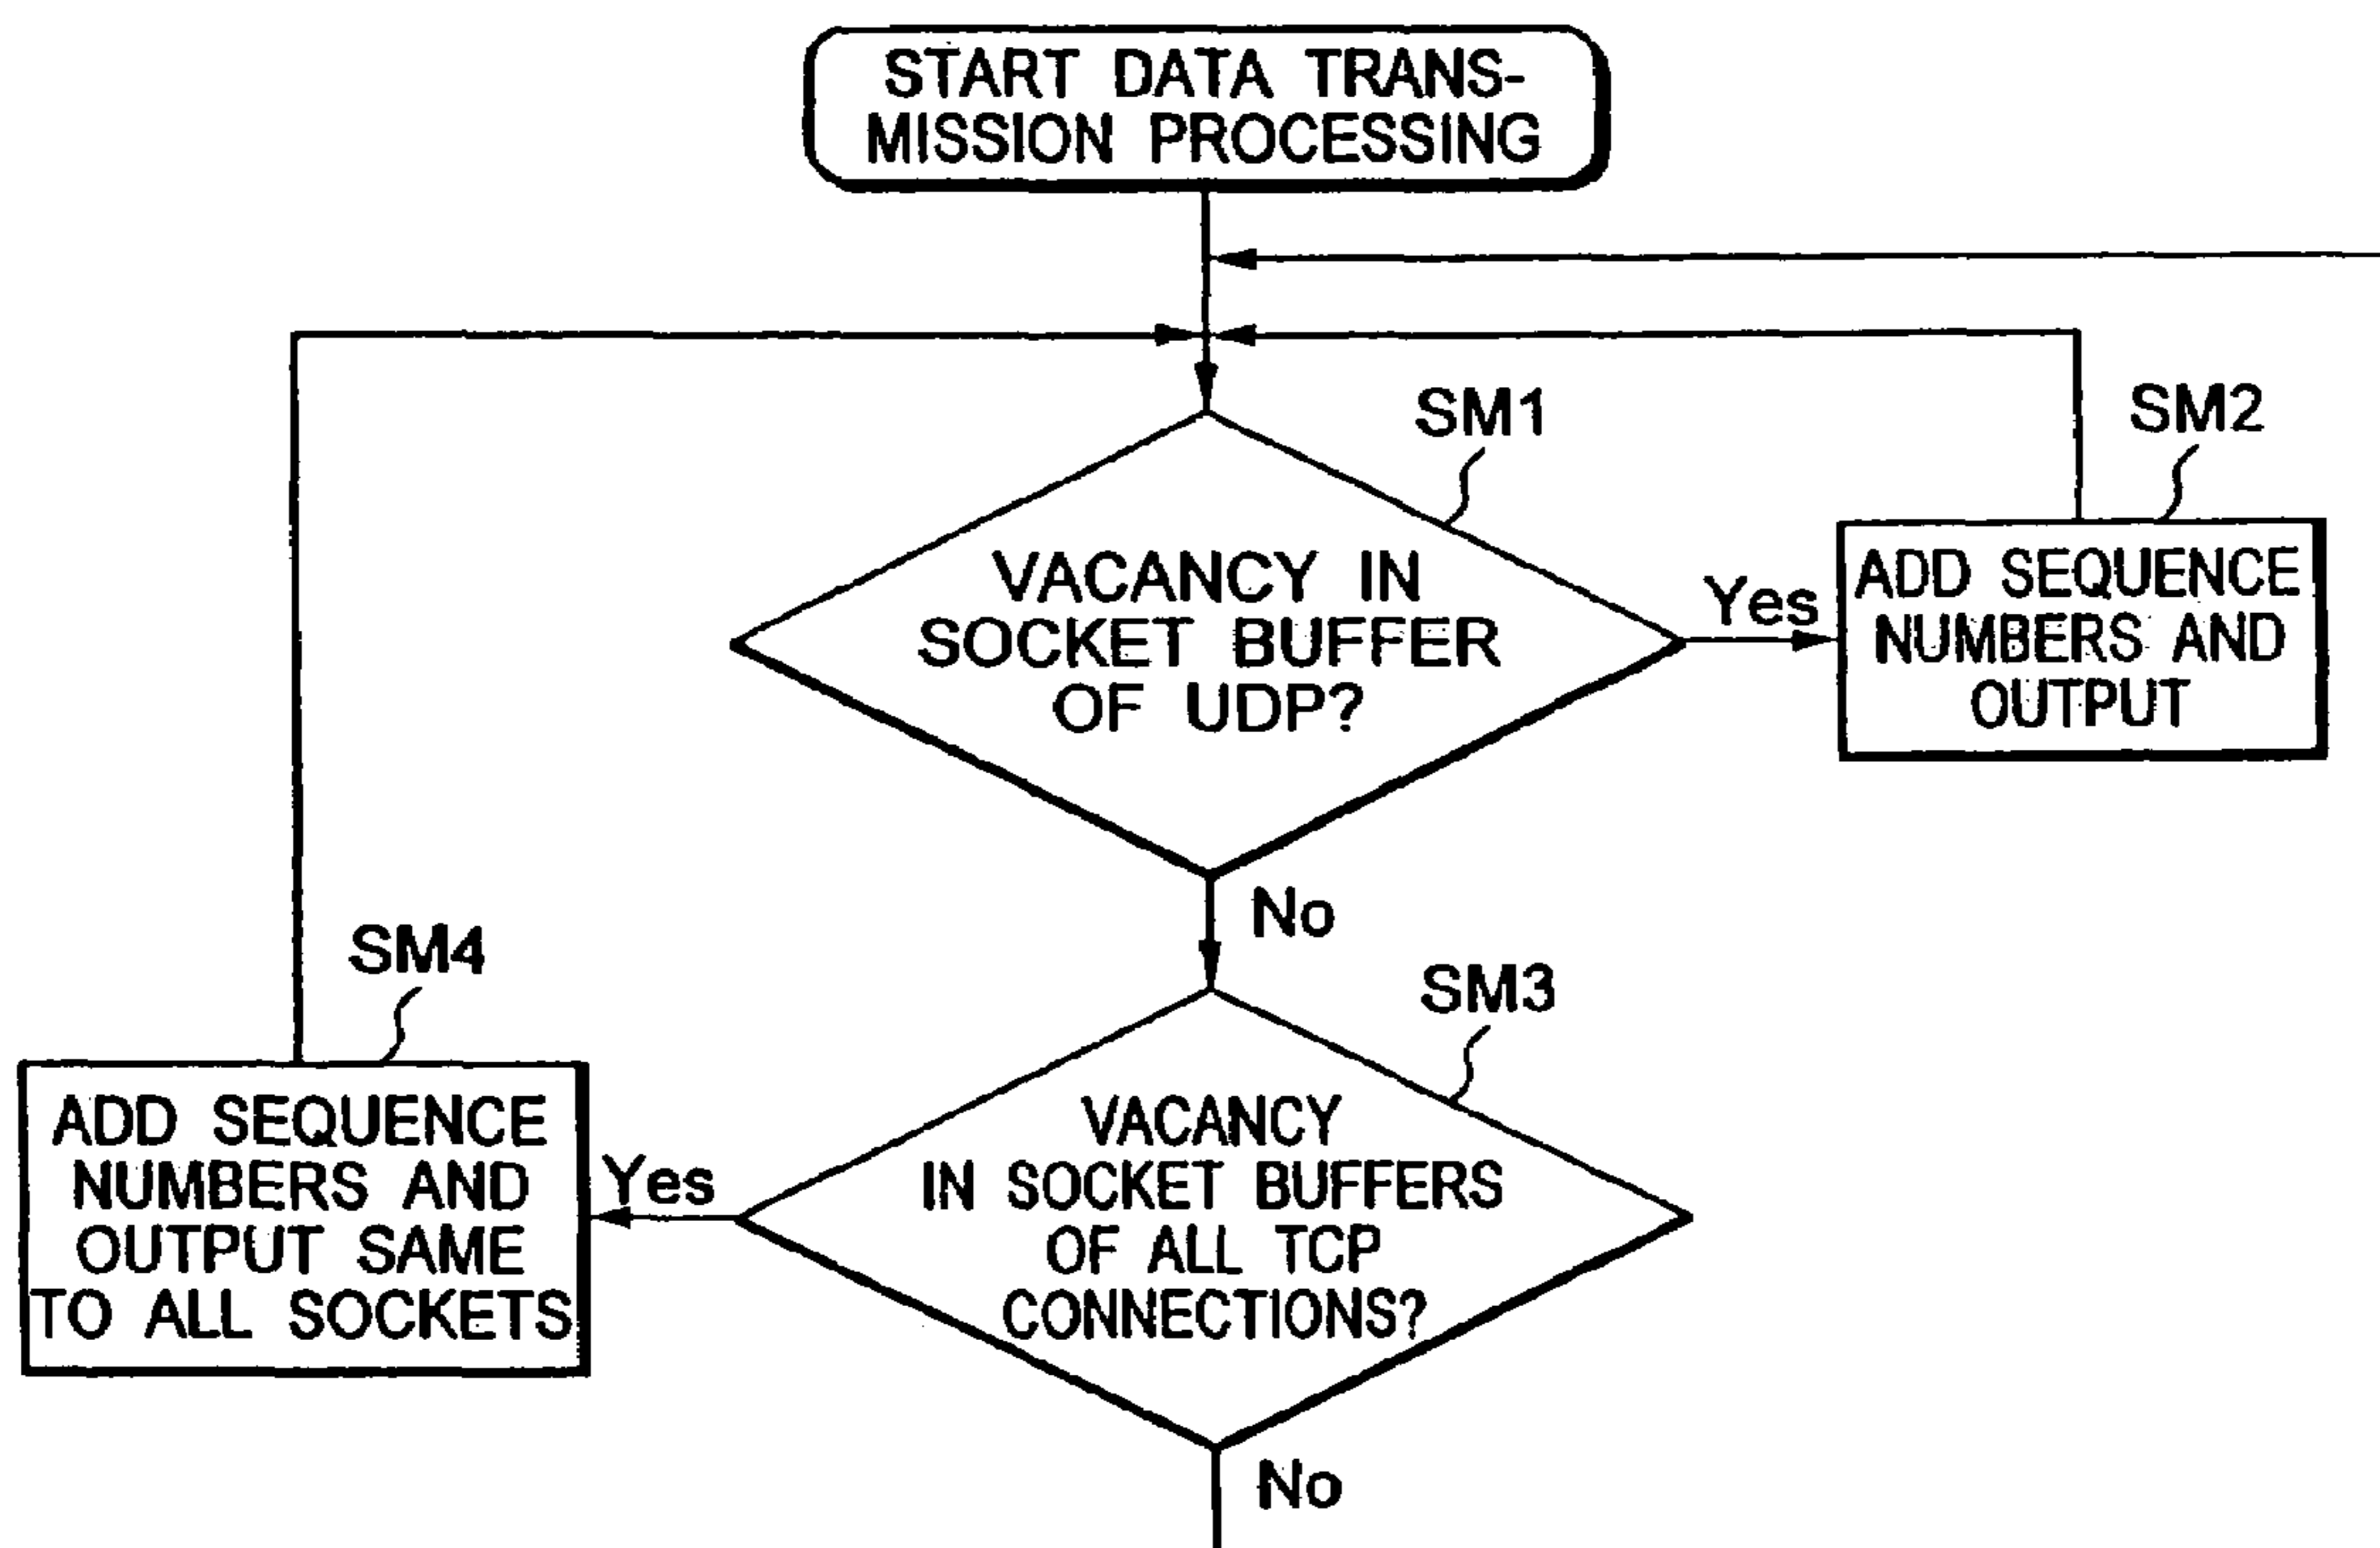 START DATA TRANS-
MISSION PROCESSING
SM1
SM2
VACANCY IN
SOCKET BUFFER
OF UDP?
Yes
ADD SEQUENCE
NUMBERS AND
OUTPUT
No
SM4
SM3
ADD SEQUENCE
NUMBERS AND
OUTPUT SAME
TO ALL SOCKETS
Yes
VACANCY
IN SOCKET BUFFERS
OF ALL TCP
CONNECTIONS?
No